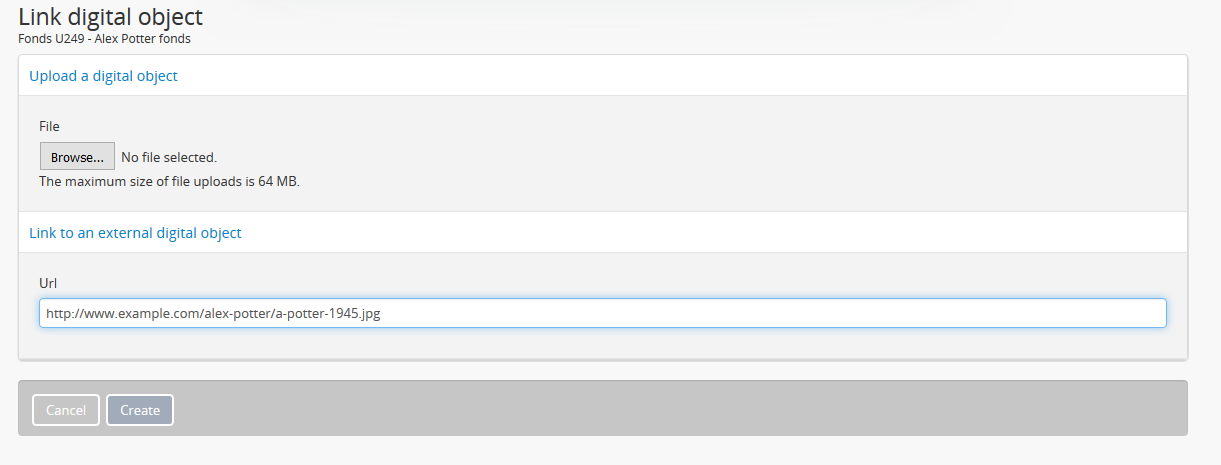 Link digital object
Fonds U249 - Alex Potter fonds
Upload a digital object
File
Browse... No file selected.
The maximum size of file uploads is 64 MB.
Link to an external digital object
Url
http://www.example.com/alex-potter/a-potter-1945.jpg
Cancel Create